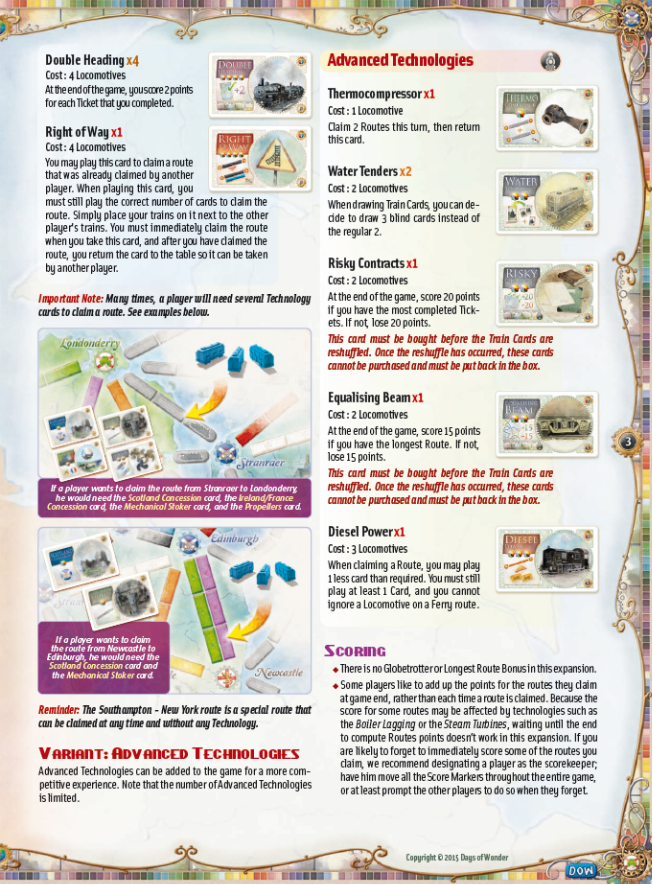 Double Heading x4
Cost : 4 Locomotives
At the end of the game, you score 2 points
for each Ticket that you completed.
DOUBLE
+2
Right of Way x1
Cost : 4 Locomotives
You may play this card to claim a route
that was already claimed by another
player. When playing this card, you
must still play the correct number of cards to claim the
route. Simply place your trains on it next to the other
player's trains. You must immediately claim the route
when you take this card, and after you have claimed the
route, you return the card to the table so it can be taken
by another player.
RIGHT
Important Note: Many times, a player will need several Technology
cards to claim a route. See examples below.
Londonderry
Stranraer
If a player wants to claim the route from Stranraer to Londonderry,
he would need the Scotland Concession card, the Ireland/France
Concession card, the Mechanical Stoker card, and the Propellers card.
Edinburgh
Newcastle
If a player wants to claim
the route from Newcastle to
Edinburgh, he would need the
Scotland Concession card and
the Mechanical Stoker card.
Reminder: The Southampton - New York route is a special route that
can be claimed at any time and without any Technology.
VARIANT: ADVANCED TECHNOLOGIES
Advanced Technologies can be added to the game for a more com-
petitive experience. Note that the number of Advanced Technologies
is limited.
Advanced Technologies
Thermocompressor x1
Cost : 1 Locomotive
Claim 2 Routes this turn, then return
this card.
THERMO
Water Tenders x2
Cost : 2 Locomotives
When drawing Train Cards, you can de-
cide to draw 3 blind cards instead of
the regular 2.
WATER
Risky Contracts x1
Cost : 2 Locomotives
At the end of the game, score 20 points
if you have the most completed Tick-
ets. If not, lose 20 points.
RISKY
+20
-20
This card must be bought before the Train Cards are
reshuffled. Once the reshuffle has occurred, these cards
cannot be purchased and must be put back in the box.
Equalising Beam x1
Cost : 2 Locomotives
At the end of the game, score 15 points
if you have the longest Route. If not,
lose 15 points.
BEAM
+15
-15
This card must be bought before the Train Cards are
reshuffled. Once the reshuffle has occurred, these cards
cannot be purchased and must be put back in the box.
Diesel Power x1
Cost : 3 Locomotives
When claiming a Route, you may play
1 less card than required. You must still
play at least 1 Card, and you cannot
ignore a Locomotive on a Ferry route.
DIESEL
SCORING
There is no Globetrotter or Longest Route Bonus in this expansion.
Some players like to add up the points for the routes they claim
at game end, rather than each time a route is claimed. Because the
score for some routes may be affected by technologies such as
the Boiler Lagging or the Steam Turbines, waiting until the end
to compute Routes points doesn't work in this expansion. If you
are likely to forget to immediately score some of the routes you
claim, we recommend designating a player as the scorekeeper;
have him move all the Score Markers throughout the entire game,
or at least prompt the other players to do so when they forget.
3
Copyright © 2015 Days of Wonder
DOW